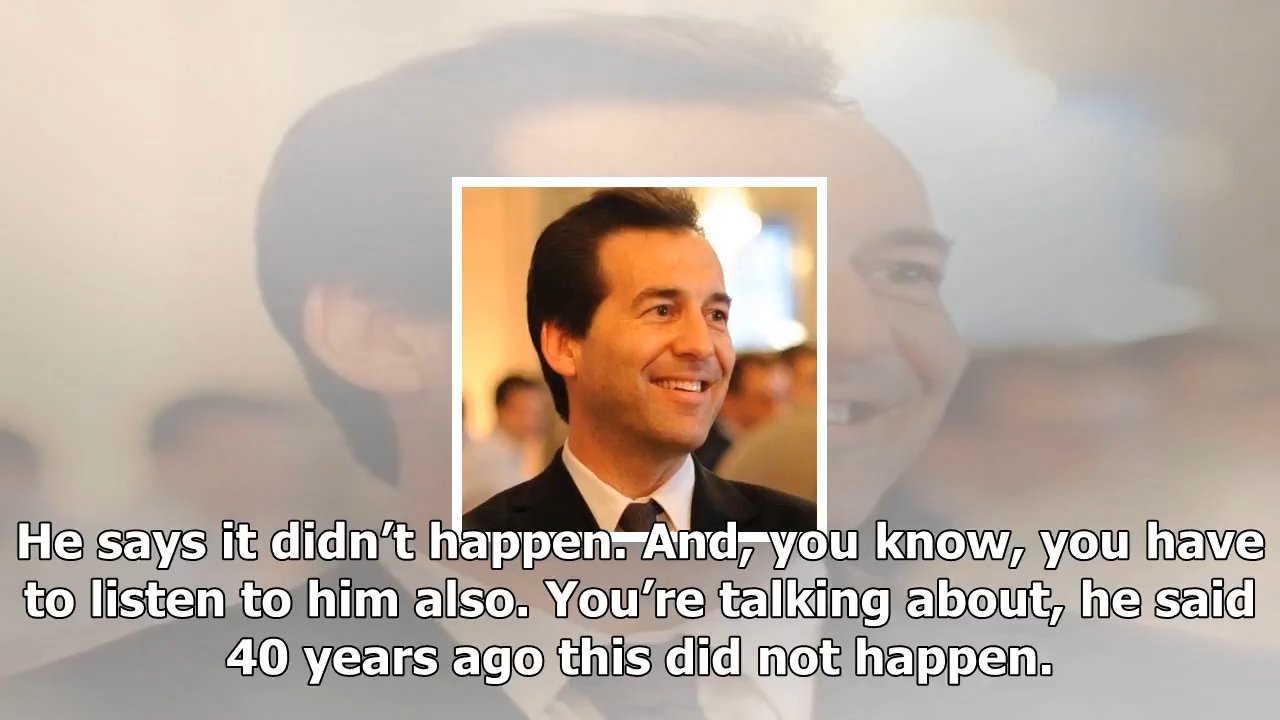 He says it didn’t happen. And, you know, you have
to listen to him also. You’re talking about, he said
40 years ago this did not happen.